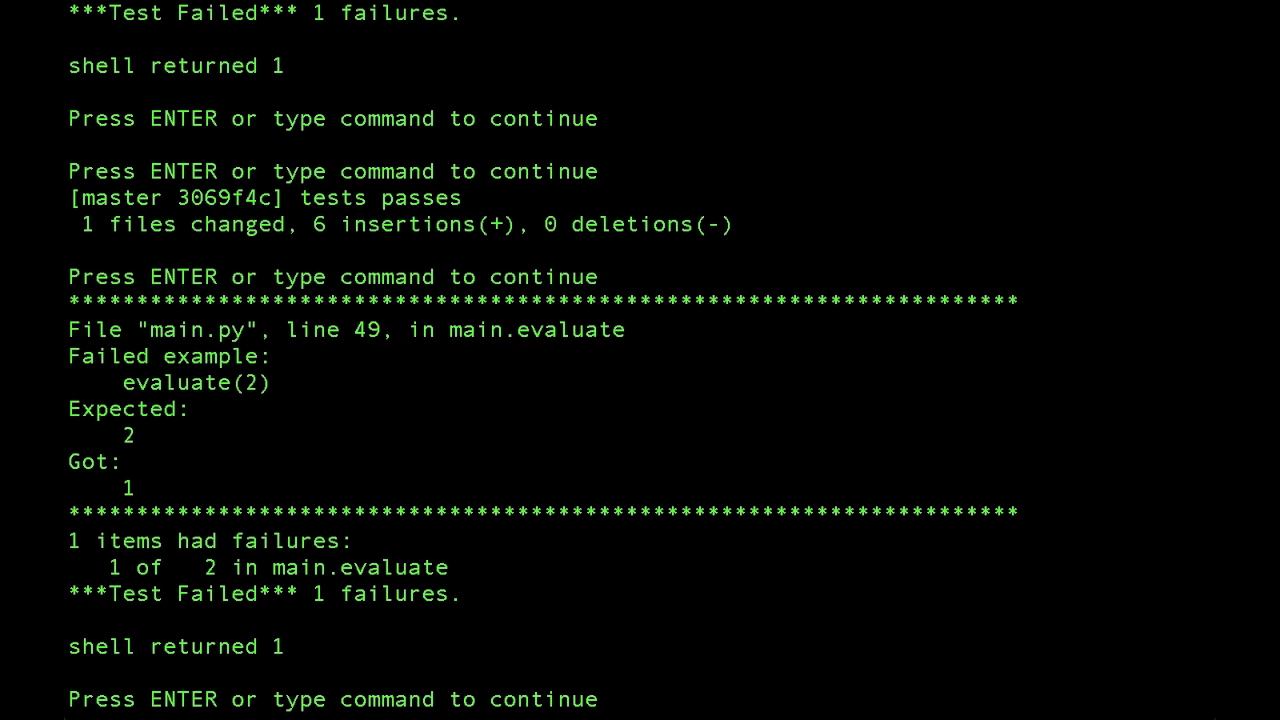 ***Test Failed*** 1 failures.
shell returned 1
Press ENTER or type command to continue
Press ENTER or type command to continue
[master 3069f4c] tests passes
 1 files changed, 6 insertions(+), 0 deletions(-)
Press ENTER or type command to continue
**********************************************************************
File "main.py", line 49, in main.evaluate
Failed example:
    evaluate(2)
Expected:
    2
Got:
    1
**********************************************************************
1 items had failures:
   1 of   2 in main.evaluate
***Test Failed*** 1 failures.
shell returned 1
Press ENTER or type command to continue